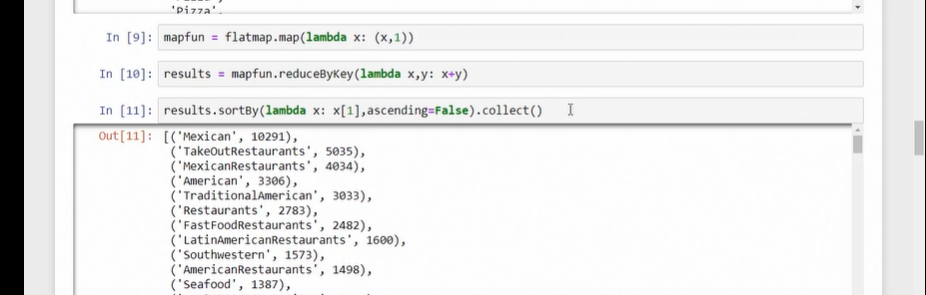 'Pizza',
In [9]: mapfun = flatmap.map(lambda x: (x,1))
In [10]: results = mapfun.reduceByKey(lambda x,y: x+y)
In [11]: results.sortBy(lambda x: x[1],ascending=False).collect()
Out[11]: [('Mexican', 10291),
('TakeOutRestaurants', 5035),
('MexicanRestaurants', 4034),
('American', 3306),
('TraditionalAmerican', 3033),
('Restaurants', 2783),
('FastFoodRestaurants', 2482),
('LatinAmericanRestaurants', 1600),
('Southwestern', 1573),
('AmericanRestaurants', 1498),
('Seafood', 1387),